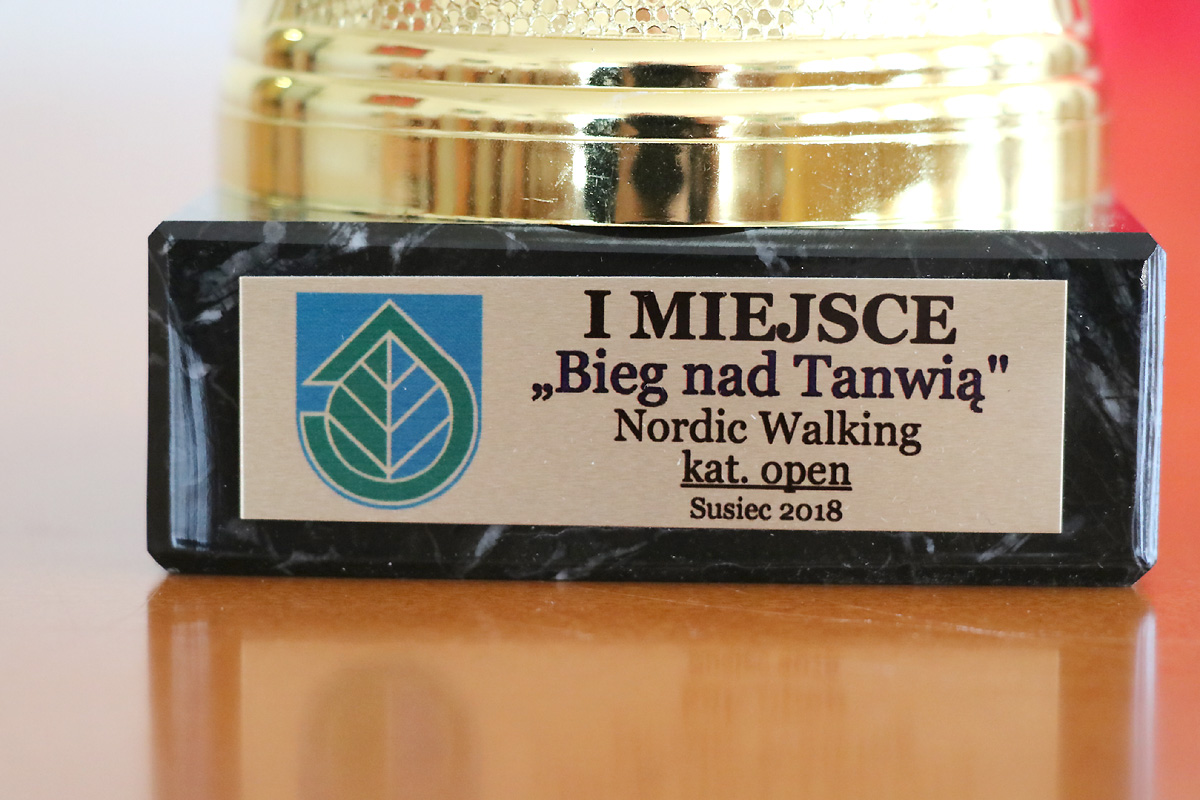 I MIEJSCE
„Bieg nad Tanwią"
Nordic Walking
kat. open
Susiec 2018